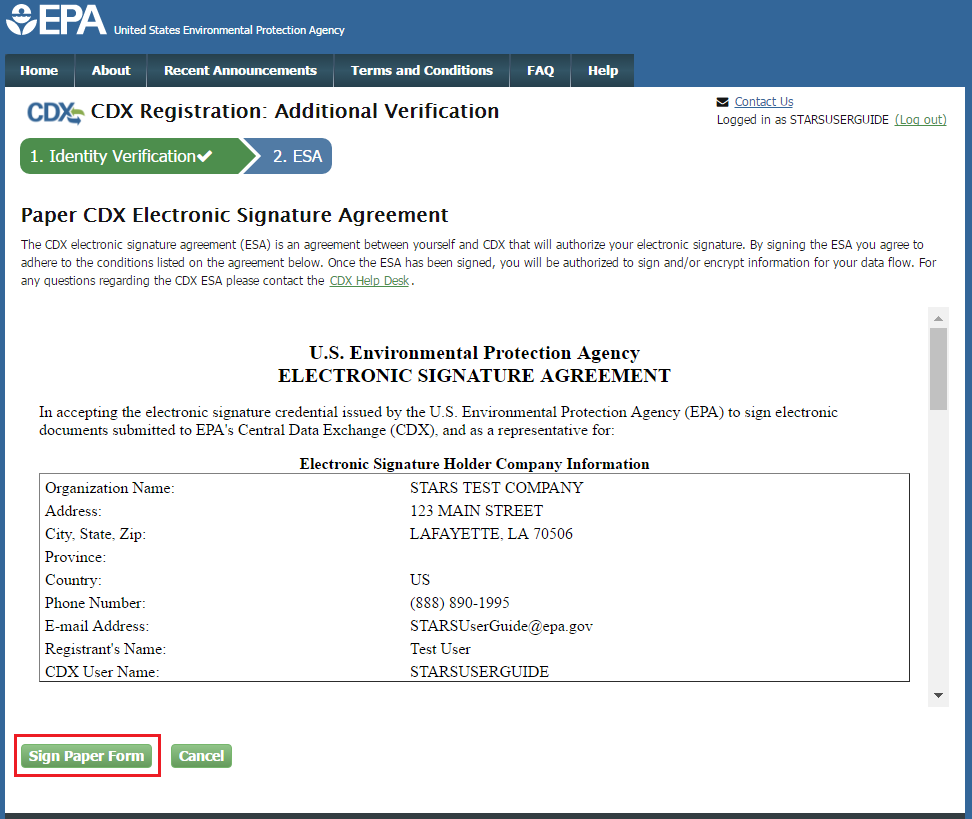 EPA United States Environmental Protection Agency
Home About Recent Announcements Terms and Conditions FAQ Help
CDX CDX Registration: Additional Verification
Contact Us
Logged in as STARSUSERGUIDE (Log out)
1. Identity Verification✔ 2. ESA
Paper CDX Electronic Signature Agreement
The CDX electronic signature agreement (ESA) is an agreement between yourself and CDX that will authorize your electronic signature. By signing the ESA you agree to
adhere to the conditions listed on the agreement below. Once the ESA has been signed, you will be authorized to sign and/or encrypt information for your data flow. For
any questions regarding the CDX ESA please contact the CDX Help Desk.
U.S. Environmental Protection Agency
ELECTRONIC SIGNATURE AGREEMENT
In accepting the electronic signature credential issued by the U.S. Environmental Protection Agency (EPA) to sign electronic
documents submitted to EPA's Central Data Exchange (CDX), and as a representative for:
Electronic Signature Holder Company Information
Organization Name: STARS TEST COMPANY
Address: 123 MAIN STREET
City, State, Zip: LAFAYETTE, LA 70506
Province:
Country: US
Phone Number: (888) 890-1995
E-mail Address: STARSUserGuide@epa.gov
Registrant's Name: Test User
CDX User Name: STARSUSERGUIDE
Sign Paper Form Cancel